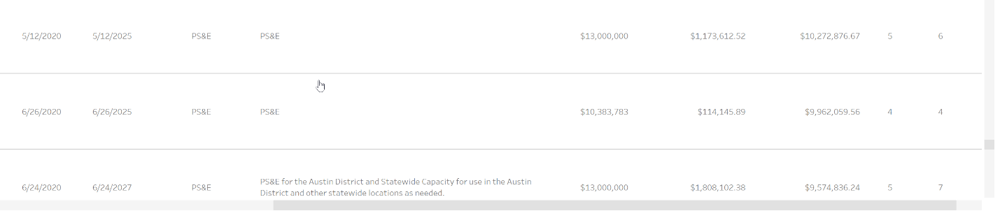 5/12/2020 5/12/2025 PS&E PS&E $13,000,000 $1,173,612.52 $10,272,876.67 5 6
6/26/2020 6/26/2025 PS&E PS&E $10,383,783 $114,145.89 $9,962,059.56 4 4
6/24/2020 6/24/2027 PS&E PS&E for the Austin District and Statewide Capacity for use in the Austin $13,000,000 $1,808,102.38 $9,574,836.24 5 7
District and other statewide locations as needed.